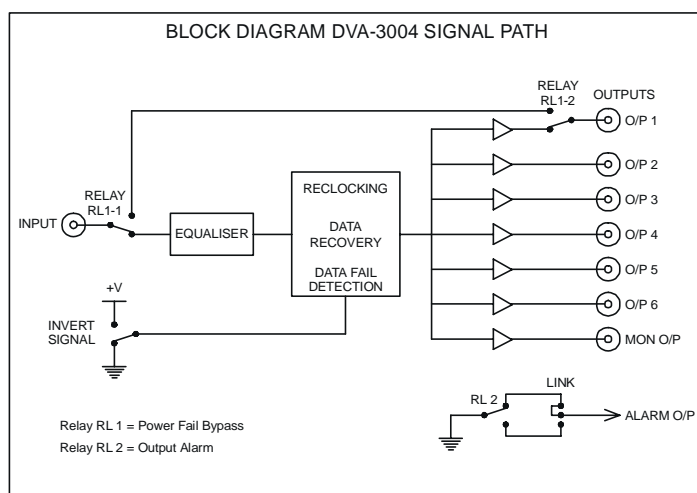 BLOCK DIAGRAM DVA-3004 SIGNAL PATH
RELAY
RL1-2
OUTPUTS
O/P 1
O/P 2
O/P 3
O/P 4
O/P 5
O/P 6
MON O/P
RELAY
RL1-1
INPUT
EQUALISER
RECLOCKING
DATA
RECOVERY
DATA FAIL
DETECTION
+V
INVERT
SIGNAL
LINK
RL 2
ALARM O/P
Relay RL 1 = Power Fail Bypass
Relay RL 2 = Output Alarm